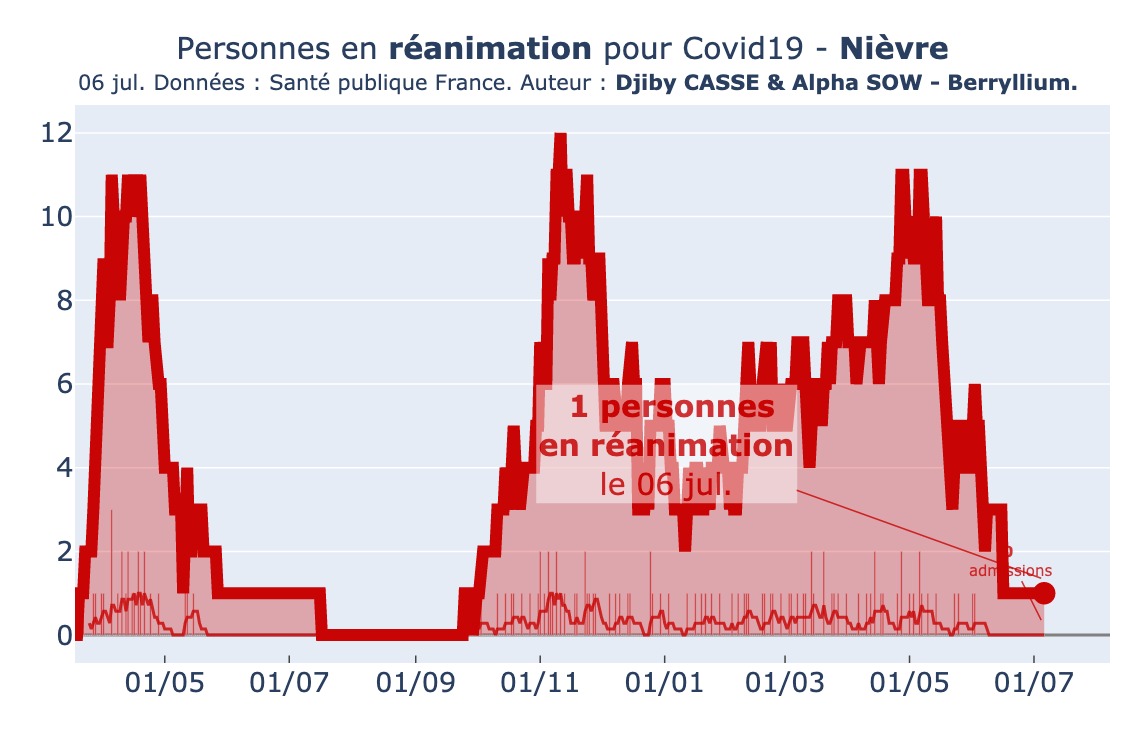 Personnes en réanimation pour Covid19 - Nièvre
06 jul. Données : Santé publique France. Auteur : Djiby CASSE & Alpha SOW - Berryllium.
12
10
8
6
4
2
0
1 personnes
en réanimation
le 06 jul.
admissions
01/05
01/07
01/09
01/11
01/01
01/03
01/05
01/07